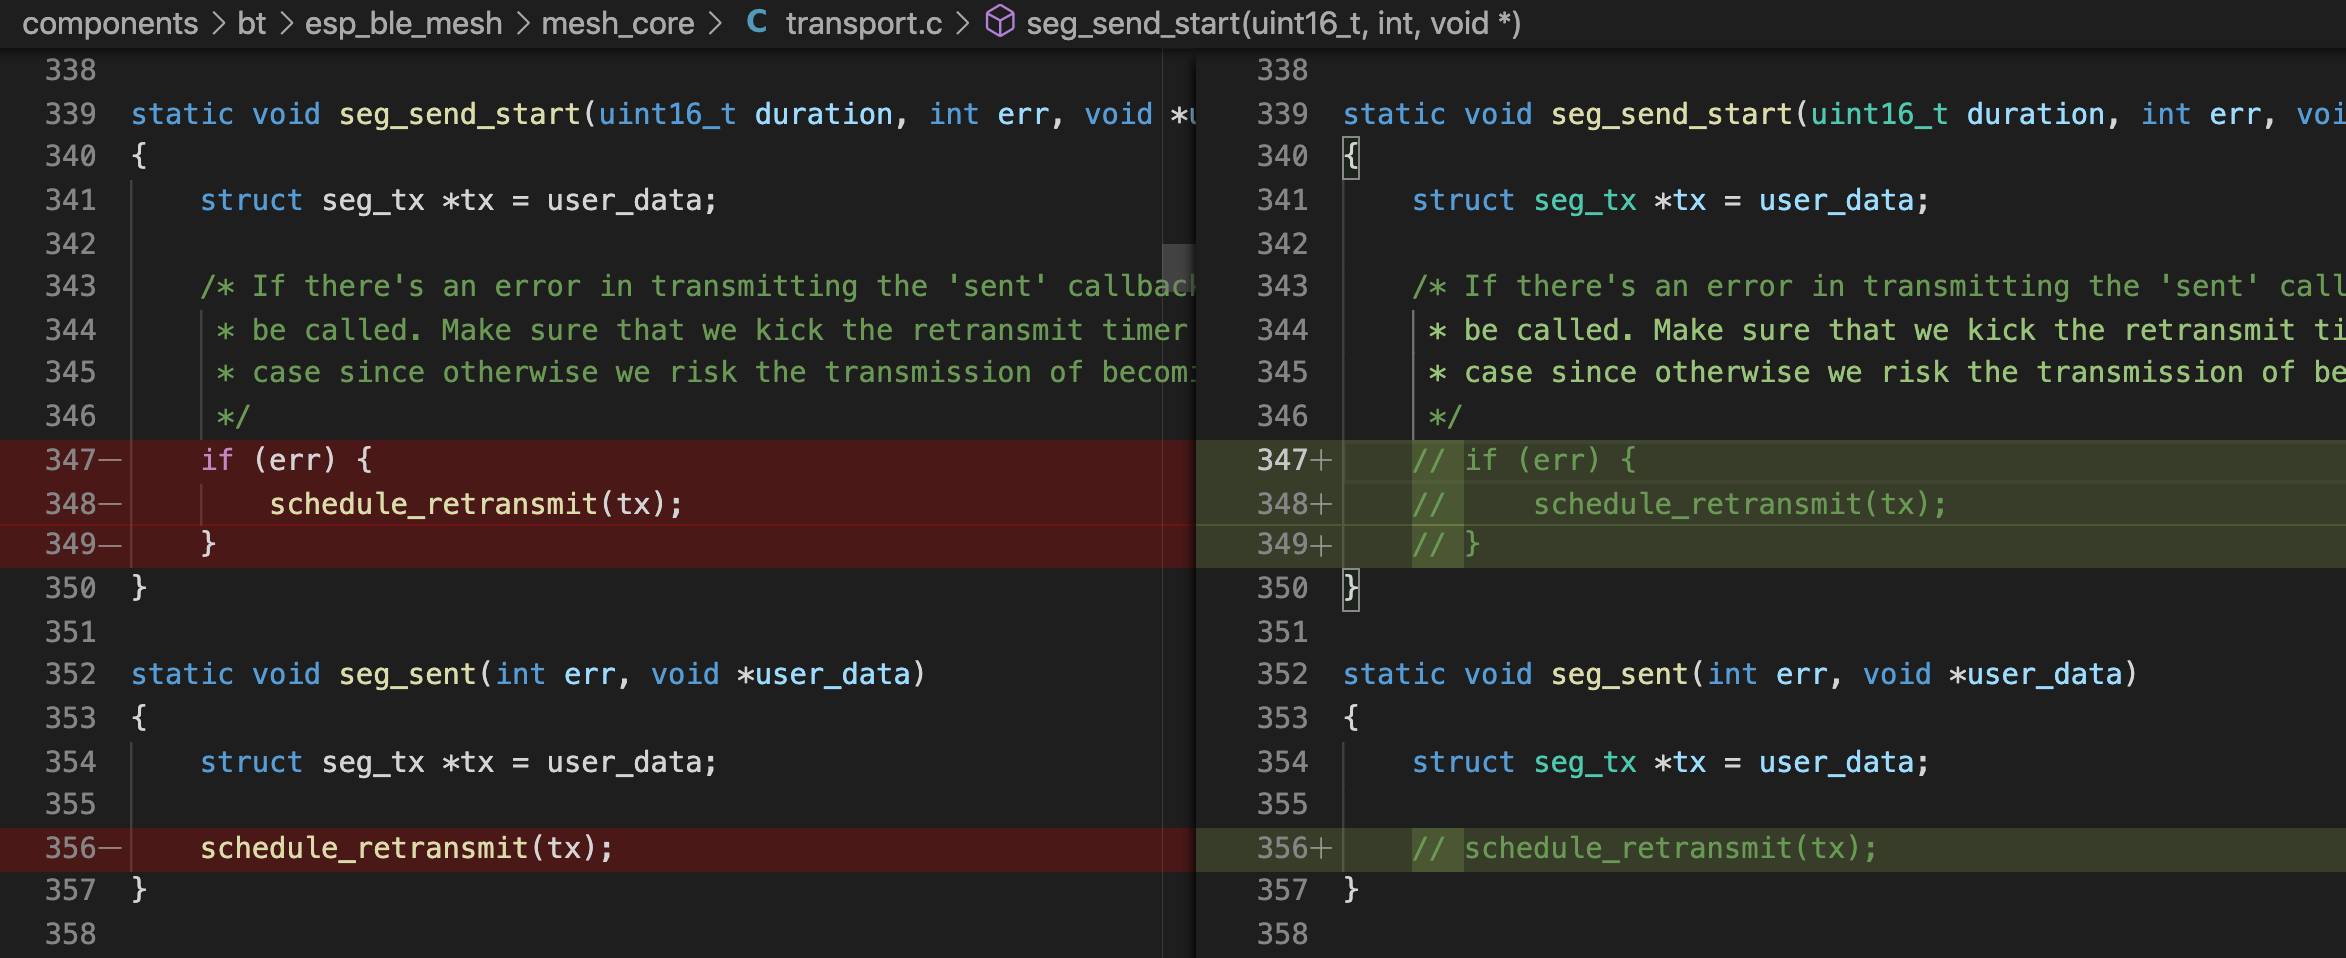 components > bt > esp_ble_mesh > mesh_core > C transport.c > seg_send_start(uint16_t, int, void *)
338
339 static void seg_send_start(uint16_t duration, int err, void *u
340 {
341     struct seg_tx *tx = user_data;
342
343     /* If there's an error in transmitting the 'sent' callback
344      * be called. Make sure that we kick the retransmit timer
345      * case since otherwise we risk the transmission of becomi
346      */
347—    if (err) {
348—        schedule_retransmit(tx);
349—    }
350 }
351
352 static void seg_sent(int err, void *user_data)
353 {
354     struct seg_tx *tx = user_data;
355
356—    schedule_retransmit(tx);
357 }
358
338
339 static void seg_send_start(uint16_t duration, int err, voi
340 {
341     struct seg_tx *tx = user_data;
342
343     /* If there's an error in transmitting the 'sent' call
344      * be called. Make sure that we kick the retransmit ti
345      * case since otherwise we risk the transmission of be
346      */
347+    // if (err) {
348+    //     schedule_retransmit(tx);
349+    // }
350 }
351
352 static void seg_sent(int err, void *user_data)
353 {
354     struct seg_tx *tx = user_data;
355
356+    // schedule_retransmit(tx);
357 }
358